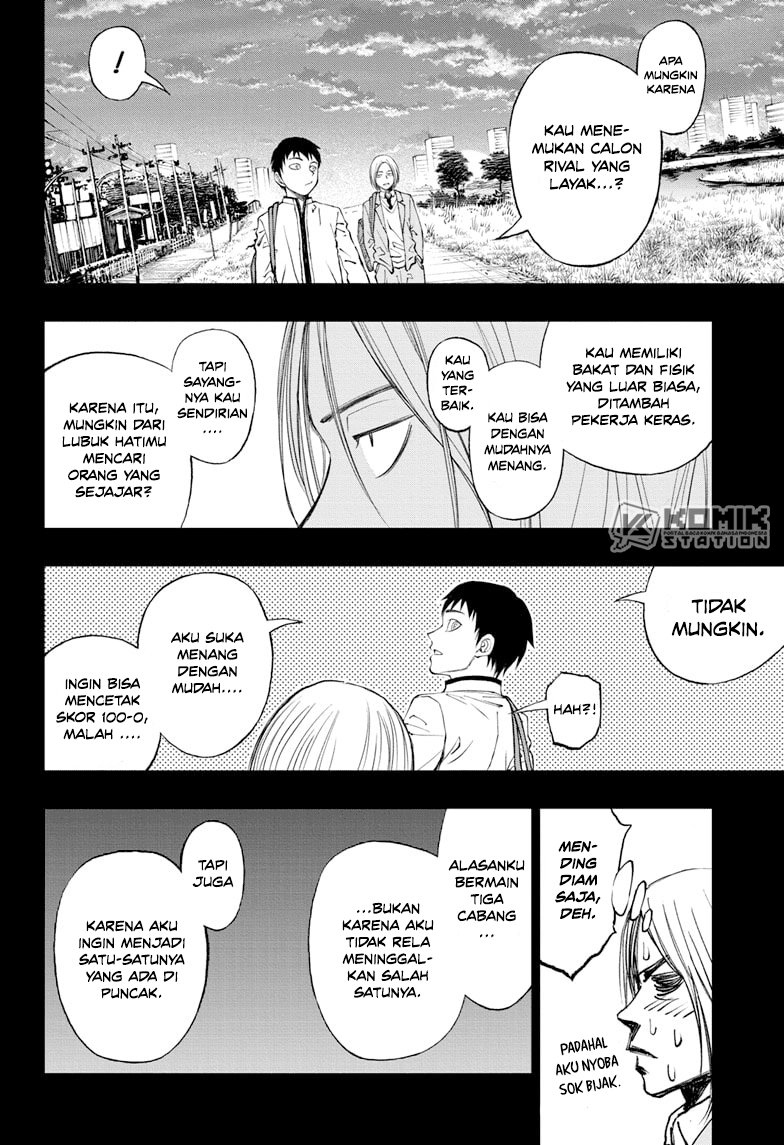 APA
MUNGKIN
KARENA
KAU MENE-
MUKAN CALON
RIVAL YANG
LAYAK...?
!
KAU MEMILIKI
BAKAT DAN FISIK
YANG LUAR BIASA,
DITAMBAH
PEKERJA KERAS.
KAU
YANG
TER-
BAIK.
KAU BISA
DENGAN
MUDAHNYA
MENANG.
TAPI
SAYANG-
NYA KAU
SENDIRIAN
....
KARENA ITU,
MUNGKIN DARI
LUBUK HATIMU
MENCARI
ORANG YANG
SEJAJAR?
KOMIK
STATION
PORTAL BACA KOMIK BAHASA INDONESIA
TIDAK
MUNGKIN.
HAH?!
AKU SUKA
MENANG
DENGAN
MUDAH....
INGIN BISA
MENCETAK
SKOR 100-0,
MALAH ....
MEN-
DING
DIAM
SAJA,
DEH.
PADAHAL
AKU NYOBA
SOK BIJAK.
ALASANKU
BERMAIN
TIGA
CABANG
...
...BUKAN
KARENA AKU
TIDAK RELA
MENINGGAL-
KAN SALAH
SATUNYA.
TAPI
JUGA
KARENA AKU
INGIN MENJADI
SATU-SATUNYA
YANG ADA DI
PUNCAK.